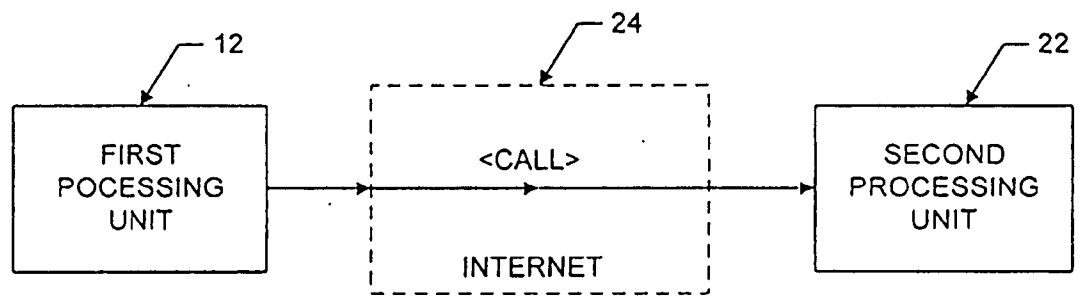 12
24
22
FIRST
POCESSING
UNIT
<CALL>
INTERNET
SECOND
PROCESSING
UNIT